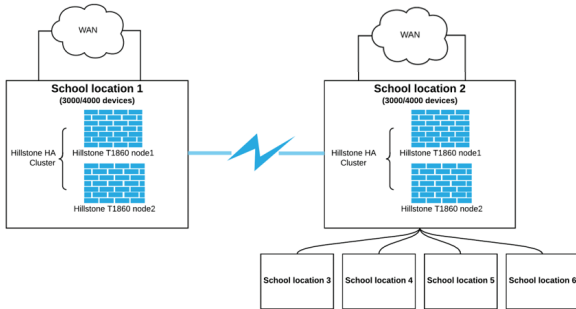 WAN
School location 1
(3000/4000 devices)
Hillstone T1860 node1
Hillstone HA
Cluster
Hillstone T1860 node2
WAN
School location 2
(3000/4000 devices)
Hillstone T1860 node1
Hillstone HA
Cluster
Hillstone T1860 node2
School location 3
School location 4
School location 5
School location 6